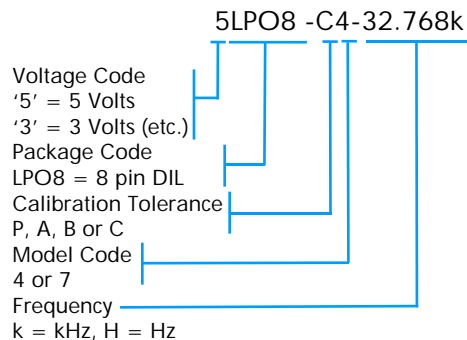 5LPO8 -C4-32.768k
Voltage Code
‘5’ = 5 Volts
‘3’ = 3 Volts (etc.)
Package Code
LPO8 = 8 pin DIL
Calibration Tolerance
P, A, B or C
Model Code
4 or 7
Frequency
k = kHz, H = Hz